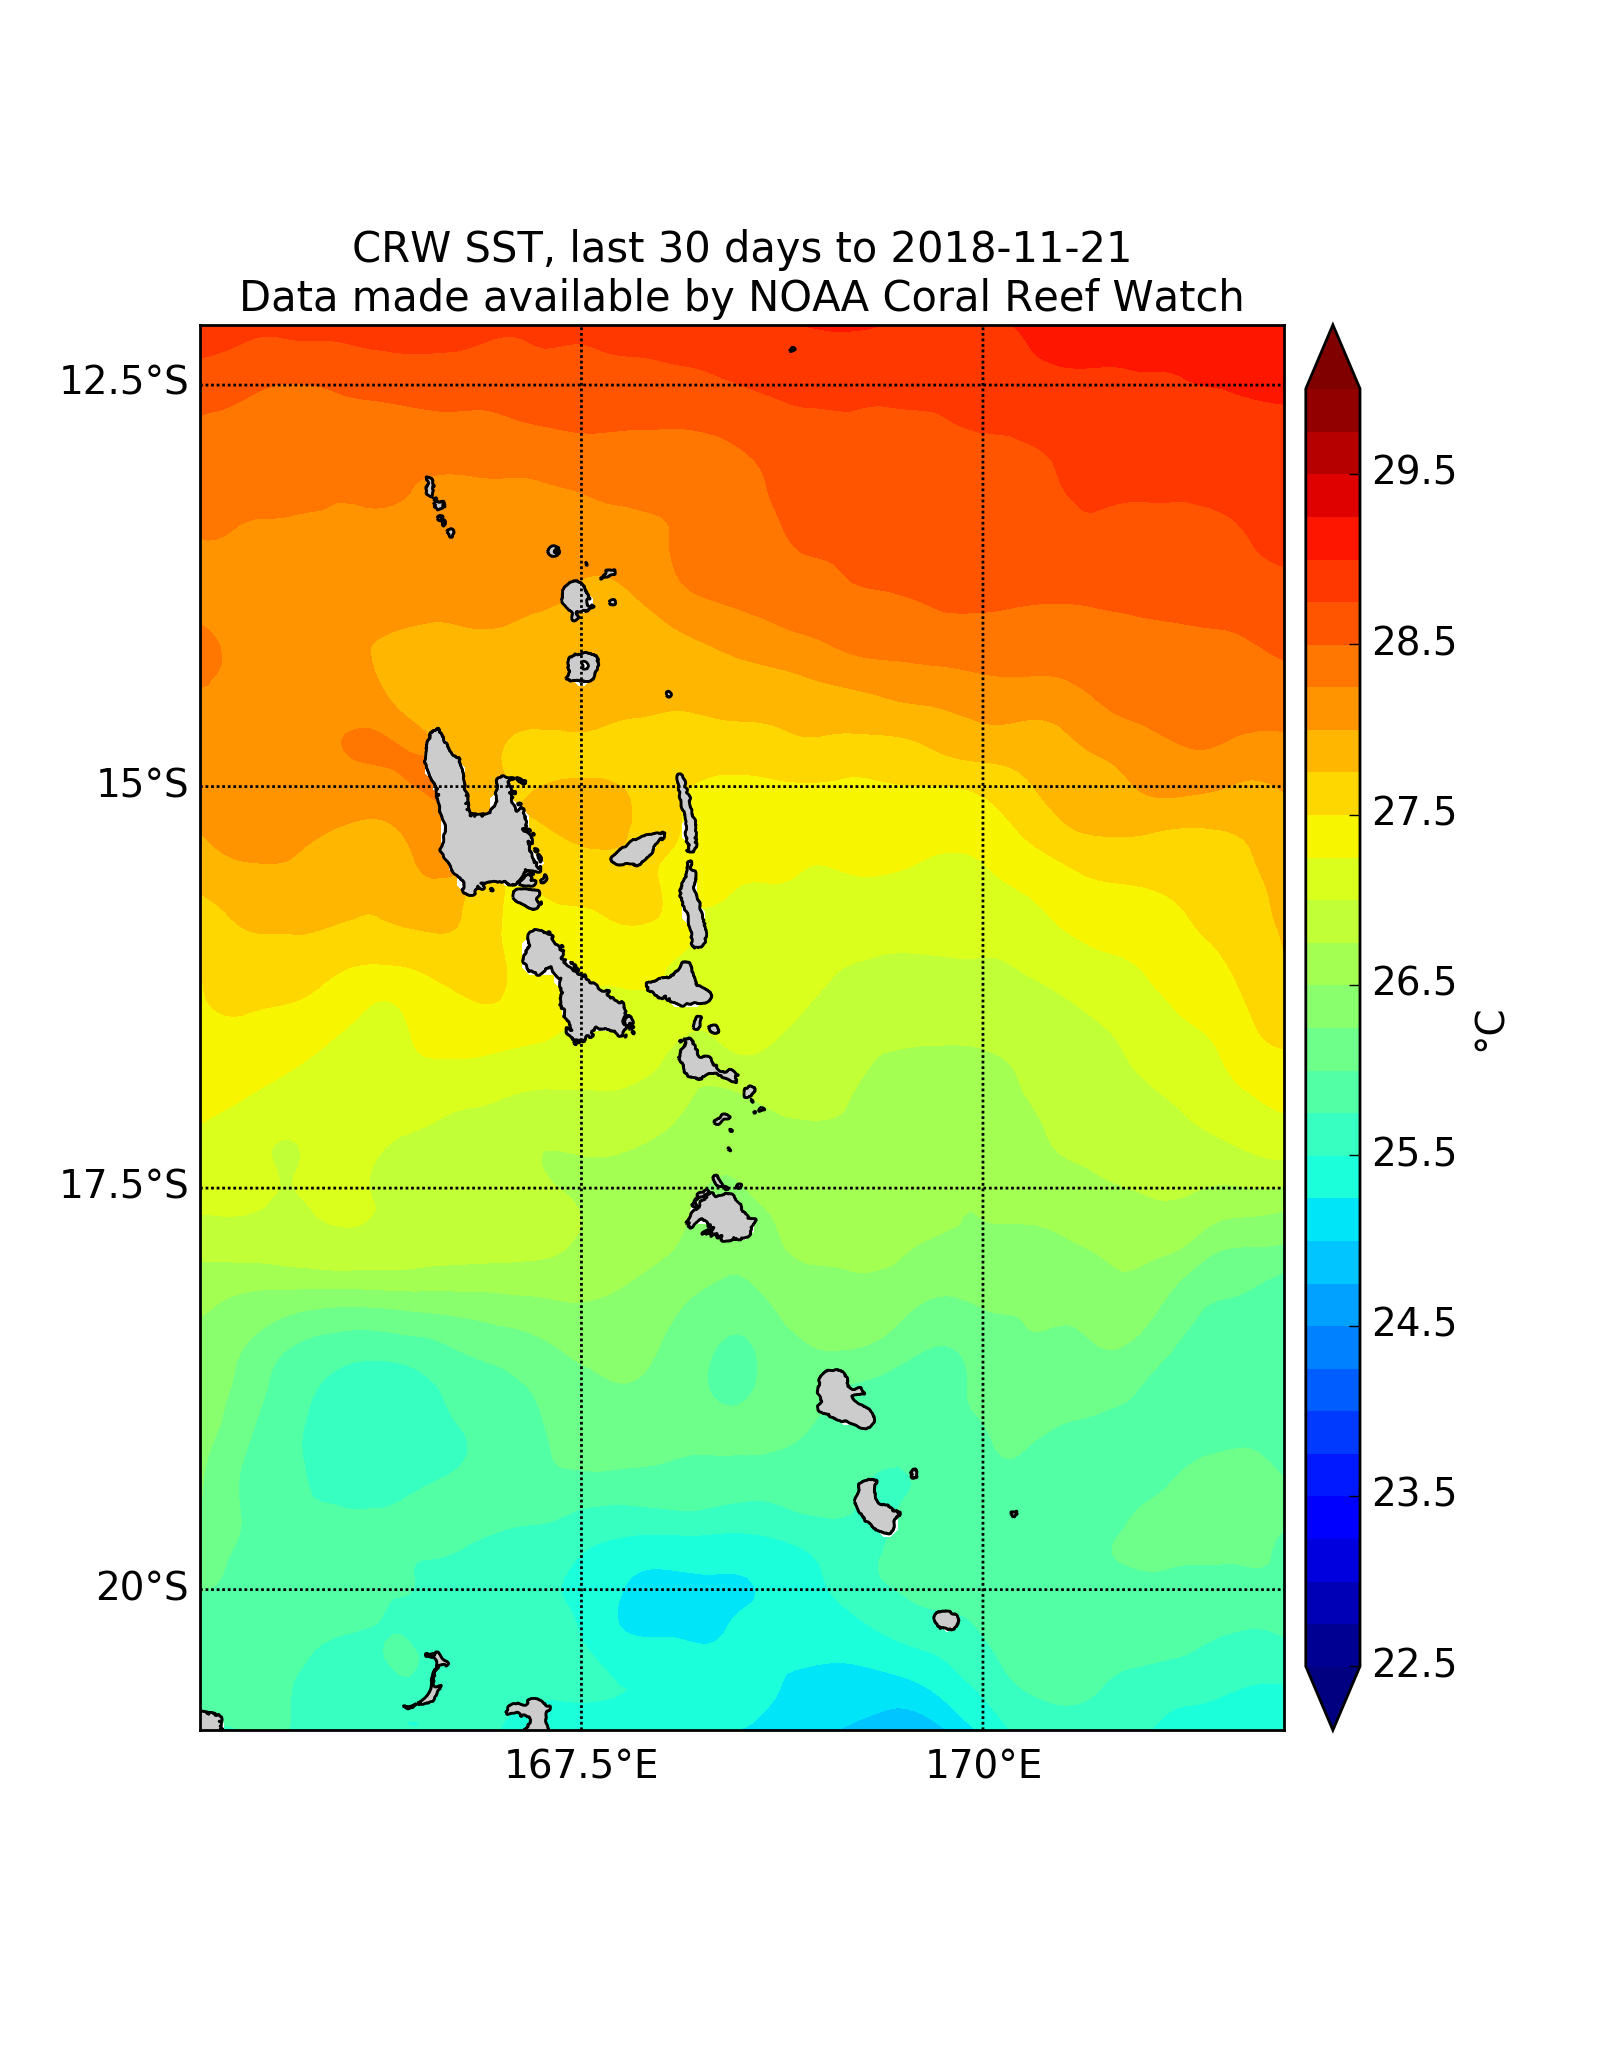 CRW SST, last 30 days to 2018-11-21
Data made available by NOAA Coral Reef Watch
12.5°S
15°S
17.5°S
20°S
167.5°E
170°E
29.5
28.5
27.5
26.5
25.5
24.5
23.5
22.5
°C